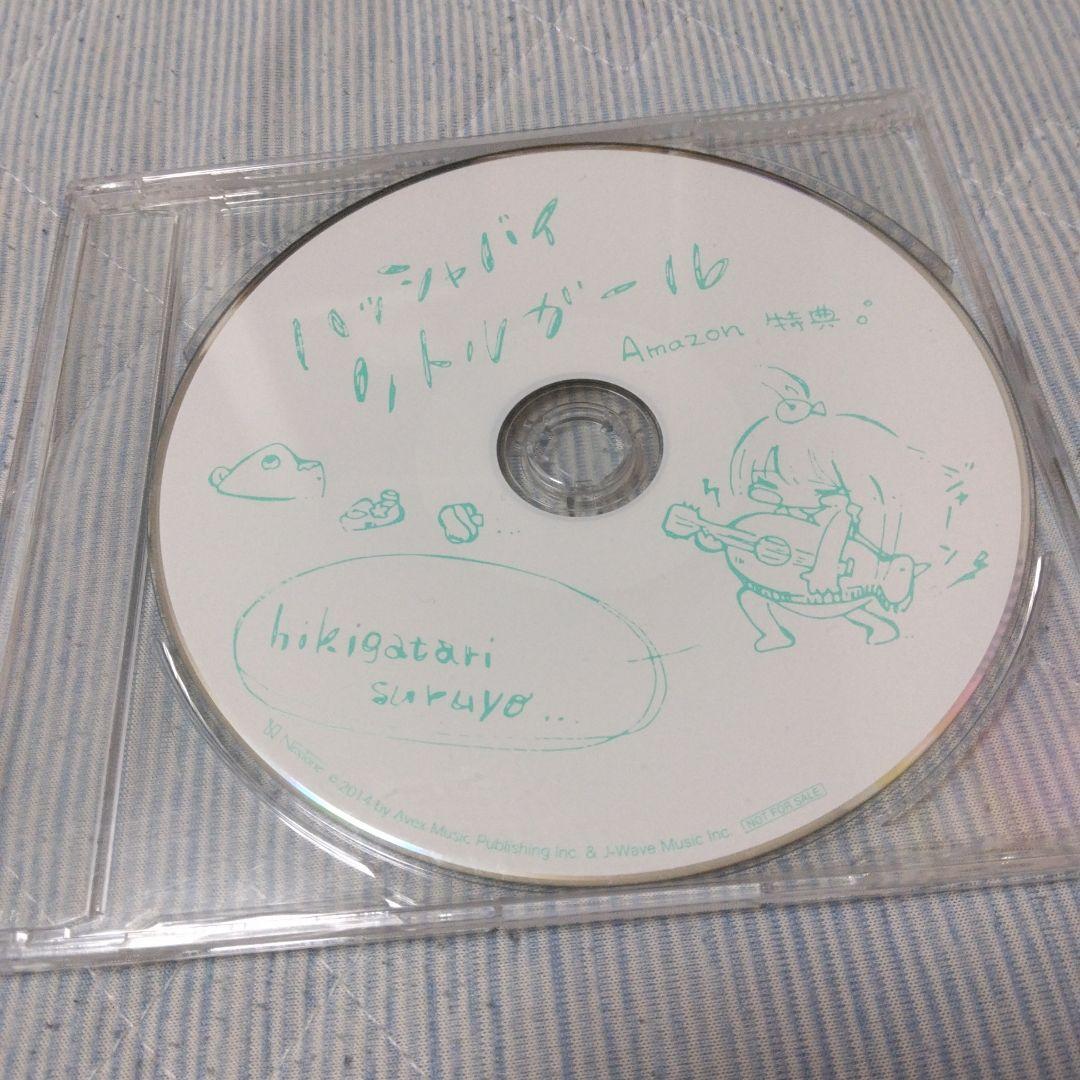 ハッシャバイ
リトルガール
Amazon 特典。
ジャーン
hikigatari
suruyo...
NexTone ©2014 by Avex Music Publishing Inc. & J-Wave Music Inc. NOT FOR SALE